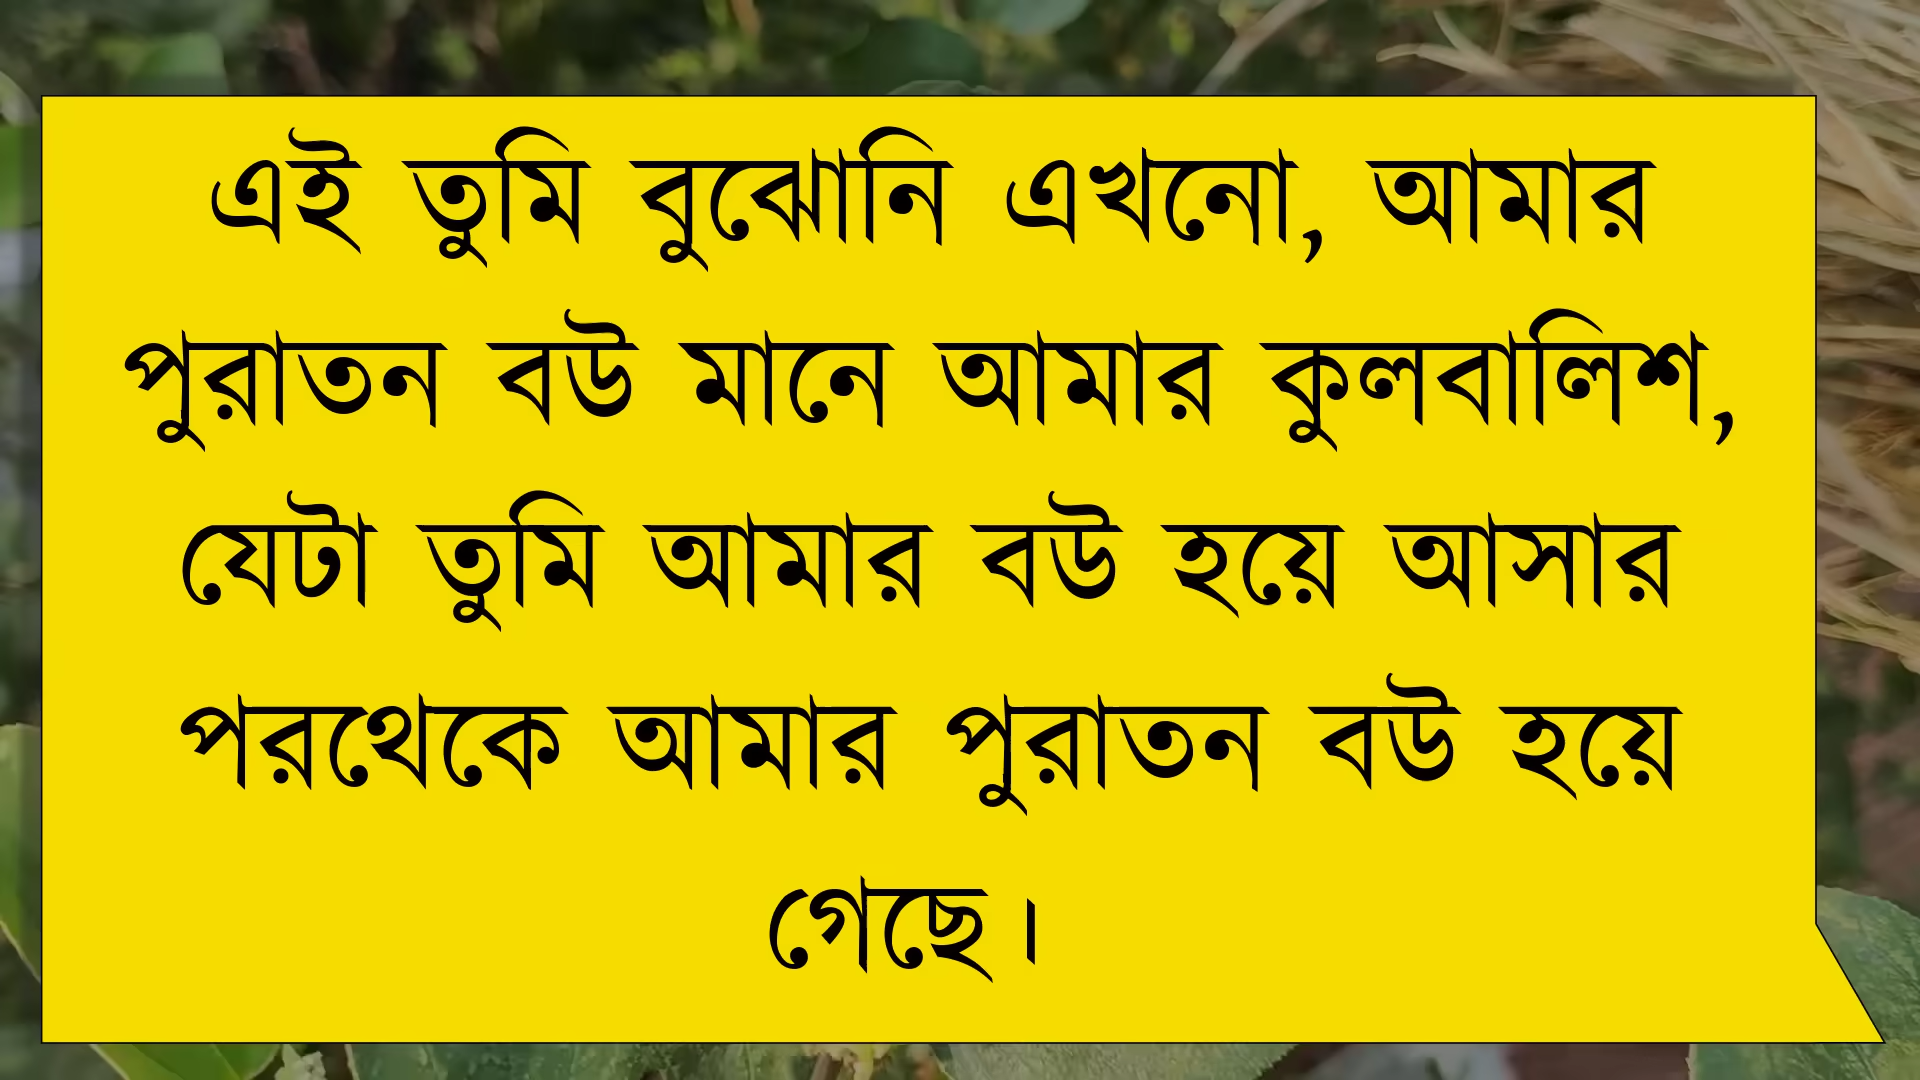 এই তুমি বুঝোনি এখনো, আমার
পুরাতন বউ মানে আমার কুলবালিশ,
যেটা তুমি আমার বউ হয়ে আসার
পরথেকে আমার পুরাতন বউ হয়ে
গেছে।